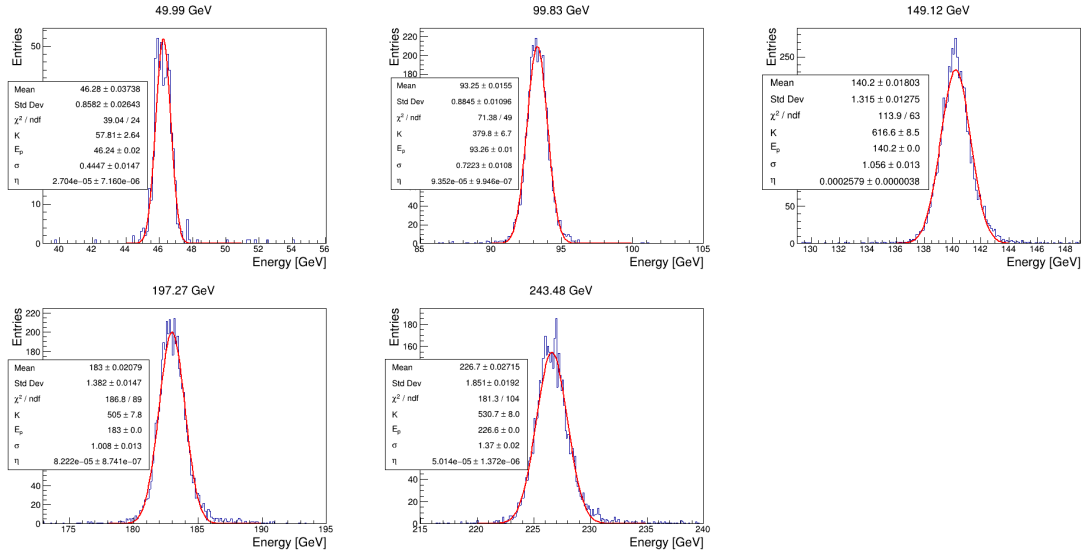 49.99 GeV
Entries
50
10
0
Mean 46.28 ± 0.03738
Std Dev 0.8582 ± 0.02643
χ² / ndf 39.04 / 24
K 57.81 ± 2.64
Eₚ 46.24 ± 0.02
σ 0.4447 ± 0.0147
η 2.704e-05 ± 7.160e-06
40 42 44 46 48 50 52 54 56
Energy [GeV]
99.83 GeV
Entries
220
200
180
40
20
0
Mean 93.25 ± 0.0155
Std Dev 0.8845 ± 0.01096
χ² / ndf 71.38 / 49
K 379.8 ± 6.7
Eₚ 93.26 ± 0.01
σ 0.7223 ± 0.0108
η 9.352e-05 ± 9.946e-07
85 90 95 100 105
Energy [GeV]
149.12 GeV
Entries
250
50
0
Mean 140.2 ± 0.01803
Std Dev 1.315 ± 0.01275
χ² / ndf 113.9 / 63
K 616.6 ± 8.5
Eₚ 140.2 ± 0.0
σ 1.056 ± 0.013
η 0.0002579 ± 0.0000038
130 132 134 136 138 140 142 144 146 148
Energy [GeV]
197.27 GeV
Entries
220
200
180
40
20
0
Mean 183 ± 0.02079
Std Dev 1.382 ± 0.0147
χ² / ndf 186.8 / 89
K 505 ± 7.8
Eₚ 183 ± 0.0
σ 1.008 ± 0.013
η 8.222e-05 ± 8.741e-07
175 180 185 190 195
Energy [GeV]
243.48 GeV
Entries
180
160
140
40
20
0
Mean 226.7 ± 0.02715
Std Dev 1.851 ± 0.0192
χ² / ndf 181.3 / 104
K 530.7 ± 8.0
Eₚ 226.6 ± 0.0
σ 1.37 ± 0.02
η 5.014e-05 ± 1.372e-06
215 220 225 230 235 240
Energy [GeV]